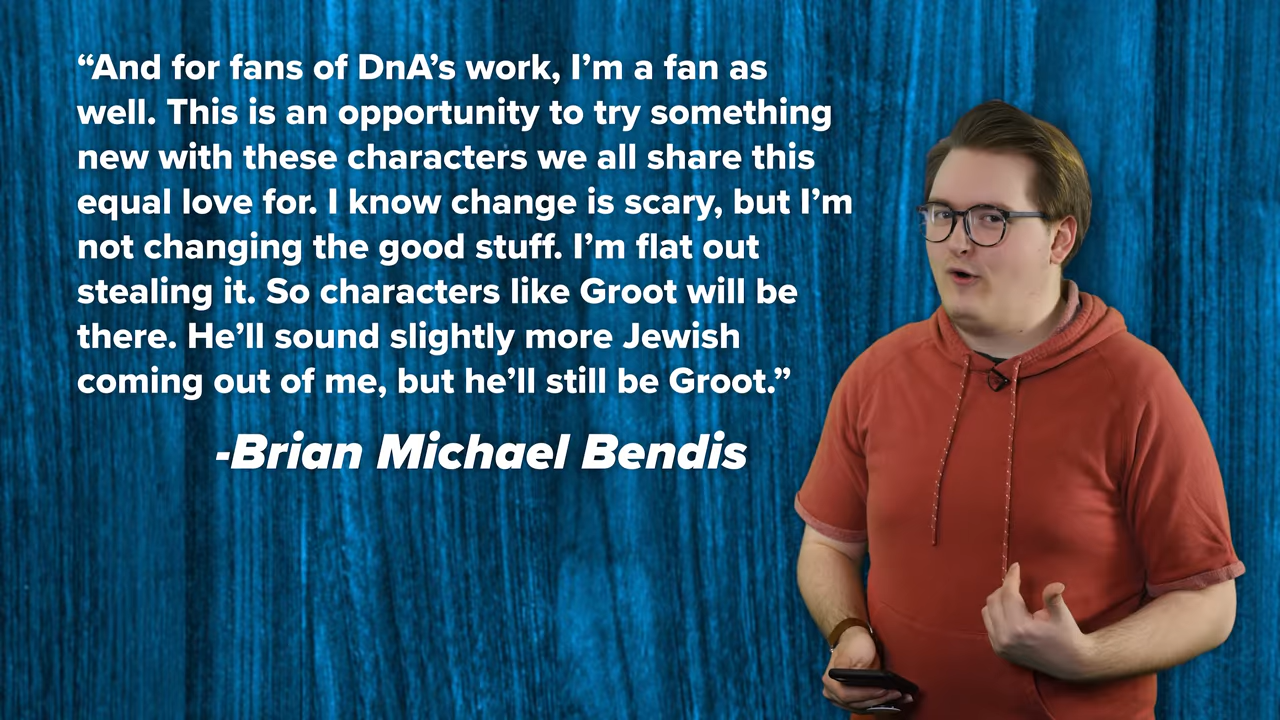 “And for fans of DnA’s work, I’m a fan as
well. This is an opportunity to try something
new with these characters we all share this
equal love for. I know change is scary, but I’m
not changing the good stuff. I’m flat out
stealing it. So characters like Groot will be
there. He’ll sound slightly more Jewish
coming out of me, but he’ll still be Groot.”
-Brian Michael Bendis